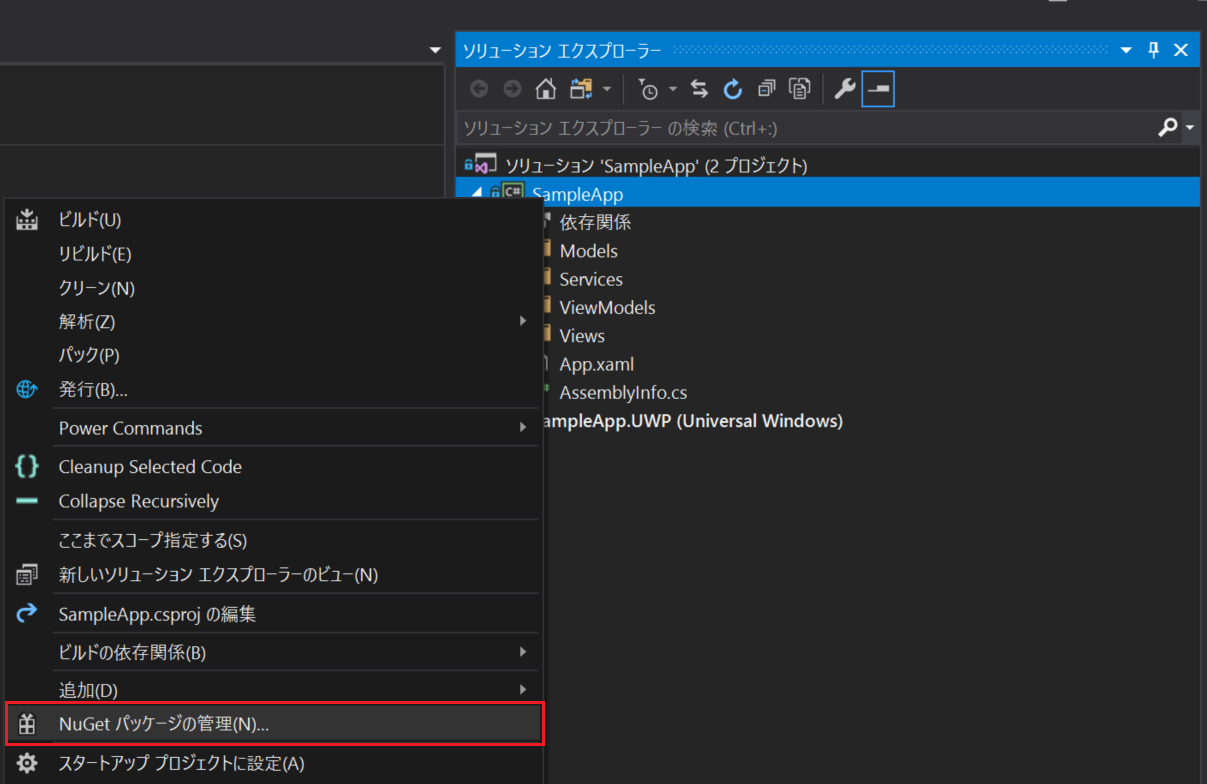 ソリューション エクスプローラー
ソリューション エクスプローラー の検索 (Ctrl+:)
ソリューション 'SampleApp' (2 プロジェクト)
C# SampleApp
依存関係
Models
Services
ViewModels
Views
App.xaml
AssemblyInfo.cs
ampleApp.UWP (Universal Windows)
ビルド(U)
リビルド(E)
クリーン(N)
解析(Z)
パック(P)
発行(B)...
Power Commands
Cleanup Selected Code
Collapse Recursively
ここまでスコープ指定する(S)
新しいソリューション エクスプローラーのビュー(N)
SampleApp.csproj の編集
ビルドの依存関係(B)
追加(D)
NuGet パッケージの管理(N)...
スタートアップ プロジェクトに設定(A)